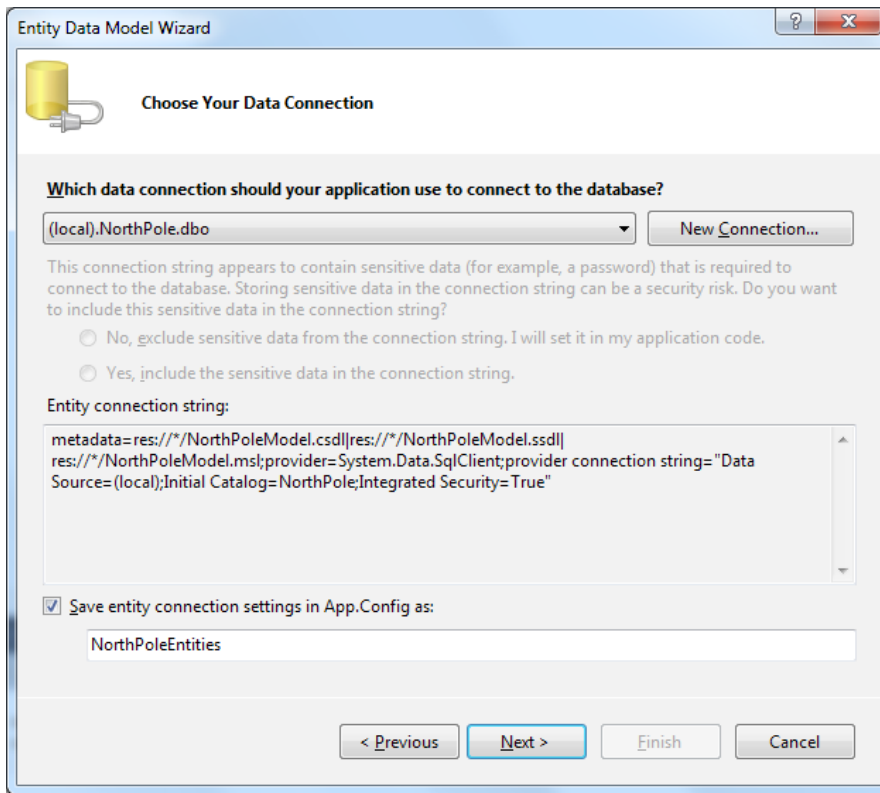 Entity Data Model Wizard
Choose Your Data Connection
Which data connection should your application use to connect to the database?
(local).NorthPole.dbo
New Connection...
This connection string appears to contain sensitive data (for example, a password) that is required to
connect to the database. Storing sensitive data in the connection string can be a security risk. Do you want
to include this sensitive data in the connection string?
No, exclude sensitive data from the connection string. I will set it in my application code.
Yes, include the sensitive data in the connection string.
Entity connection string:
metadata=res://*/NorthPoleModel.csdl|res://*/NorthPoleModel.ssdl|
res://*/NorthPoleModel.msl;provider=System.Data.SqlClient;provider connection string="Data
Source=(local);Initial Catalog=NorthPole;Integrated Security=True"
Save entity connection settings in App.Config as:
NorthPoleEntities
< Previous
Next >
Finish
Cancel